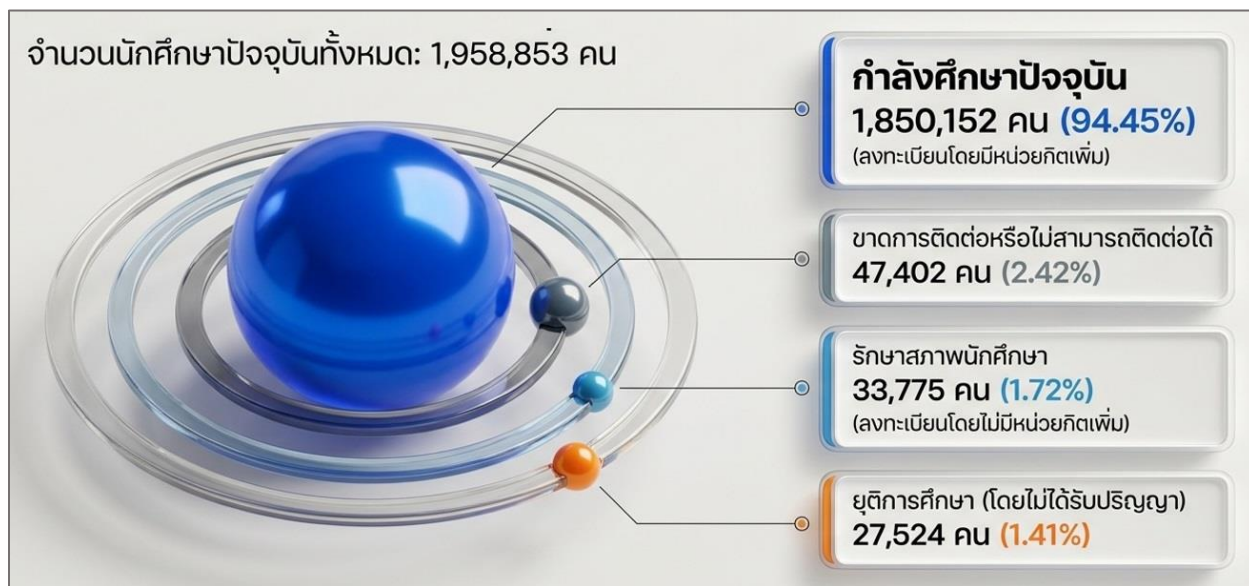 จำนวนนักศึกษาปัจจุบันทั้งหมด: 1,958,853 คน
กำลังศึกษาปัจจุบัน
1,850,152 คน (94.45%)
(ลงทะเบียนโดยมีหน่วยกิตเพิ่ม)
ขาดการติดต่อหรือไม่สามารถติดต่อได้
47,402 คน (2.42%)
รักษาสภาพนักศึกษา
33,775 คน (1.72%)
(ลงทะเบียนโดยไม่มีหน่วยกิตเพิ่ม)
ยุติการศึกษา (โดยไม่ได้รับปริญญา)
27,524 คน (1.41%)